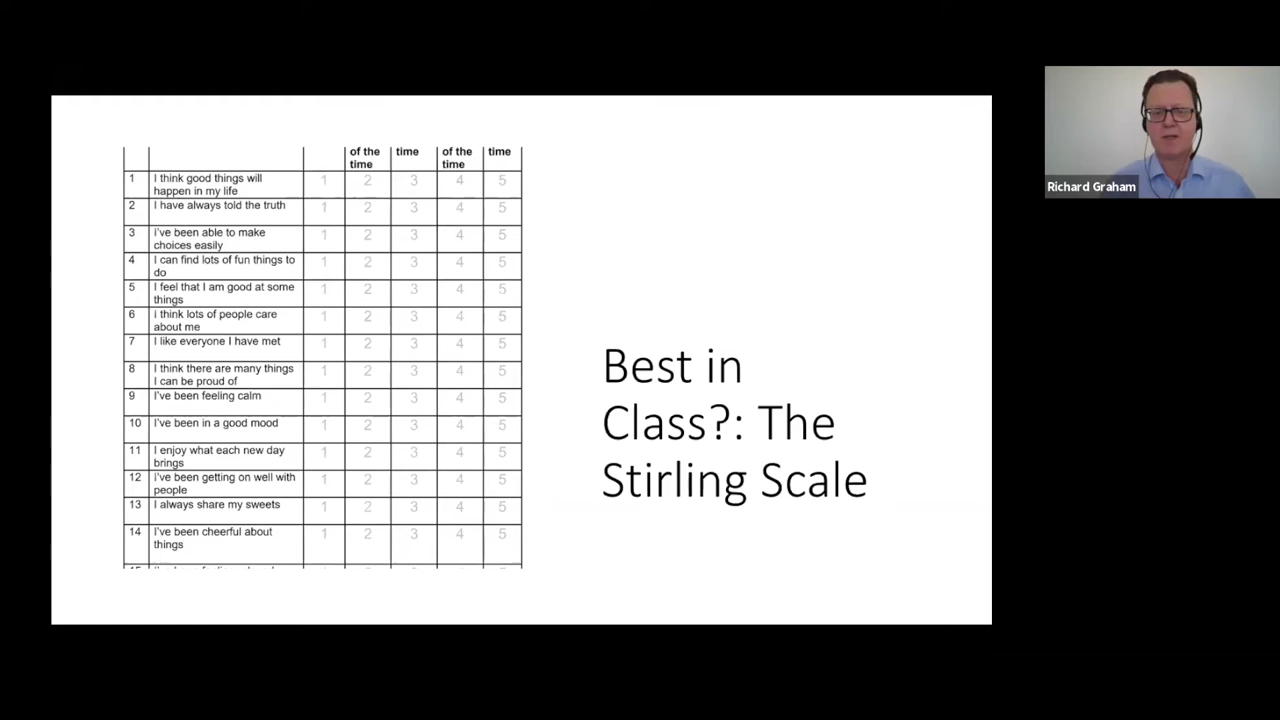 of the time of the time
time time
1 I think good things will 1 2 3 4 5
happen in my life
2 I have always told the truth 1 2 3 4 5
3 I've been able to make 1 2 3 4 5
choices easily
4 I can find lots of fun things to 1 2 3 4 5
do
5 I feel that I am good at some 1 2 3 4 5
things
6 I think lots of people care 1 2 3 4 5
about me
7 I like everyone I have met 1 2 3 4 5
8 I think there are many things 1 2 3 4 5
I can be proud of
9 I've been feeling calm 1 2 3 4 5
10 I've been in a good mood 1 2 3 4 5
11 I enjoy what each new day 1 2 3 4 5
brings
12 I've been getting on well with 1 2 3 4 5
people
13 I always share my sweets 1 2 3 4 5
14 I've been cheerful about 1 2 3 4 5
things
Best in
Class?: The
Stirling Scale
Richard Graham